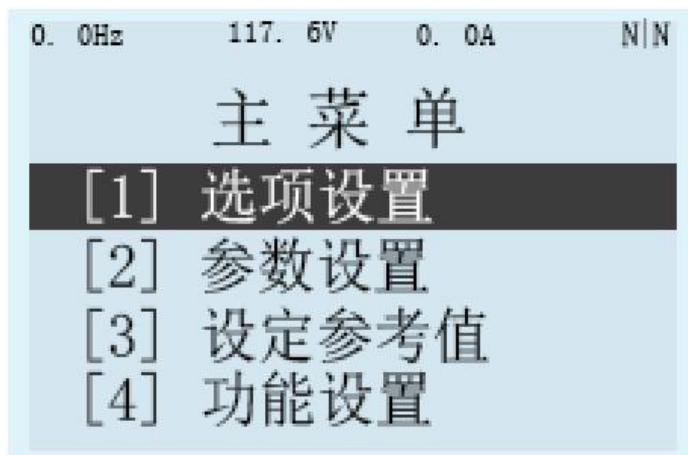 0. 0Hz 117. 6V 0. 0A N|N
主 菜 单
[1] 选项设置
[2] 参数设置
[3] 设定参考值
[4] 功能设置